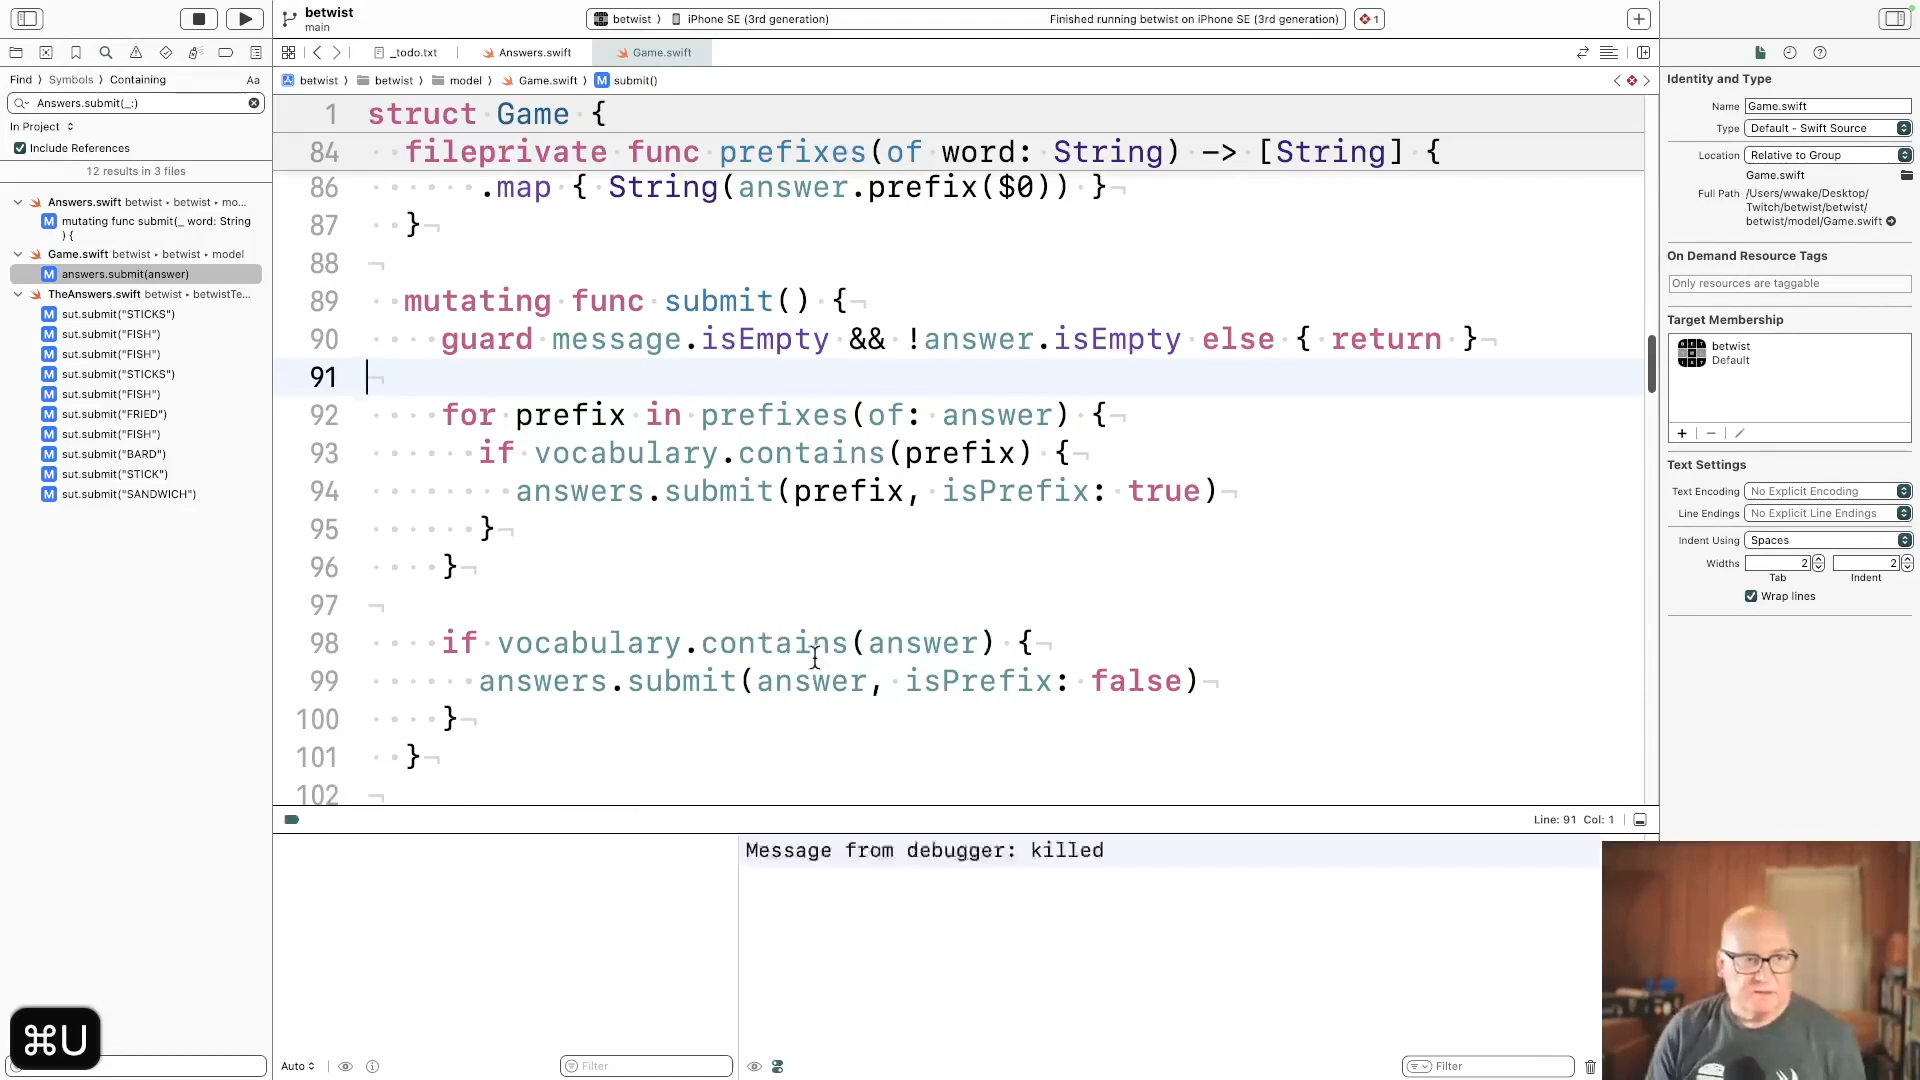 betwist
main
betwist 〉 iPhone SE (3rd generation)
Finished running betwist on iPhone SE (3rd generation)
1
_todo.txt
Answers.swift
Game.swift
Find 〉 Symbols 〉 Containing
Aa
Answers.submit(_:)
In Project
Include References
12 results in 3 files
Answers.swift betwist • betwist • mo...
M mutating func submit(_ word: String
) {
Game.swift betwist • betwist • model
M answers.submit(answer)
TheAnswers.swift betwist • betwistTe...
M sut.submit("STICKS")
M sut.submit("FISH")
M sut.submit("FISH")
M sut.submit("STICKS")
M sut.submit("FISH")
M sut.submit("FRIED")
M sut.submit("FISH")
M sut.submit("BARD")
M sut.submit("STICK")
M sut.submit("SANDWICH")
betwist 〉 betwist 〉 model 〉 Game.swift 〉 M submit()
1 struct Game {
84 fileprivate func prefixes(of word: String) -> [String] {
86 .map { String(answer.prefix($0)) }
87 }
88
89 mutating func submit() {
90 guard message.isEmpty && !answer.isEmpty else { return }
91
92 for prefix in prefixes(of: answer) {
93 if vocabulary.contains(prefix) {
94 answers.submit(prefix, isPrefix: true)
95 }
96 }
97
98 if vocabulary.contains(answer) {
99 answers.submit(answer, isPrefix: false)
100 }
101 }
102
Line: 91 Col: 1
Message from debugger: killed
Auto
Filter
Filter
⌘U
Identity and Type
Name Game.swift
Type Default - Swift Source
Location Relative to Group
Game.swift
Full Path /Users/wwake/Desktop/
Twitch/betwist/betwist/
betwist/model/Game.swift
On Demand Resource Tags
Only resources are taggable
Target Membership
betwist
Default
Text Settings
Text Encoding No Explicit Encoding
Line Endings No Explicit Line Endings
Indent Using Spaces
Widths 2 2
Tab Indent
Wrap lines